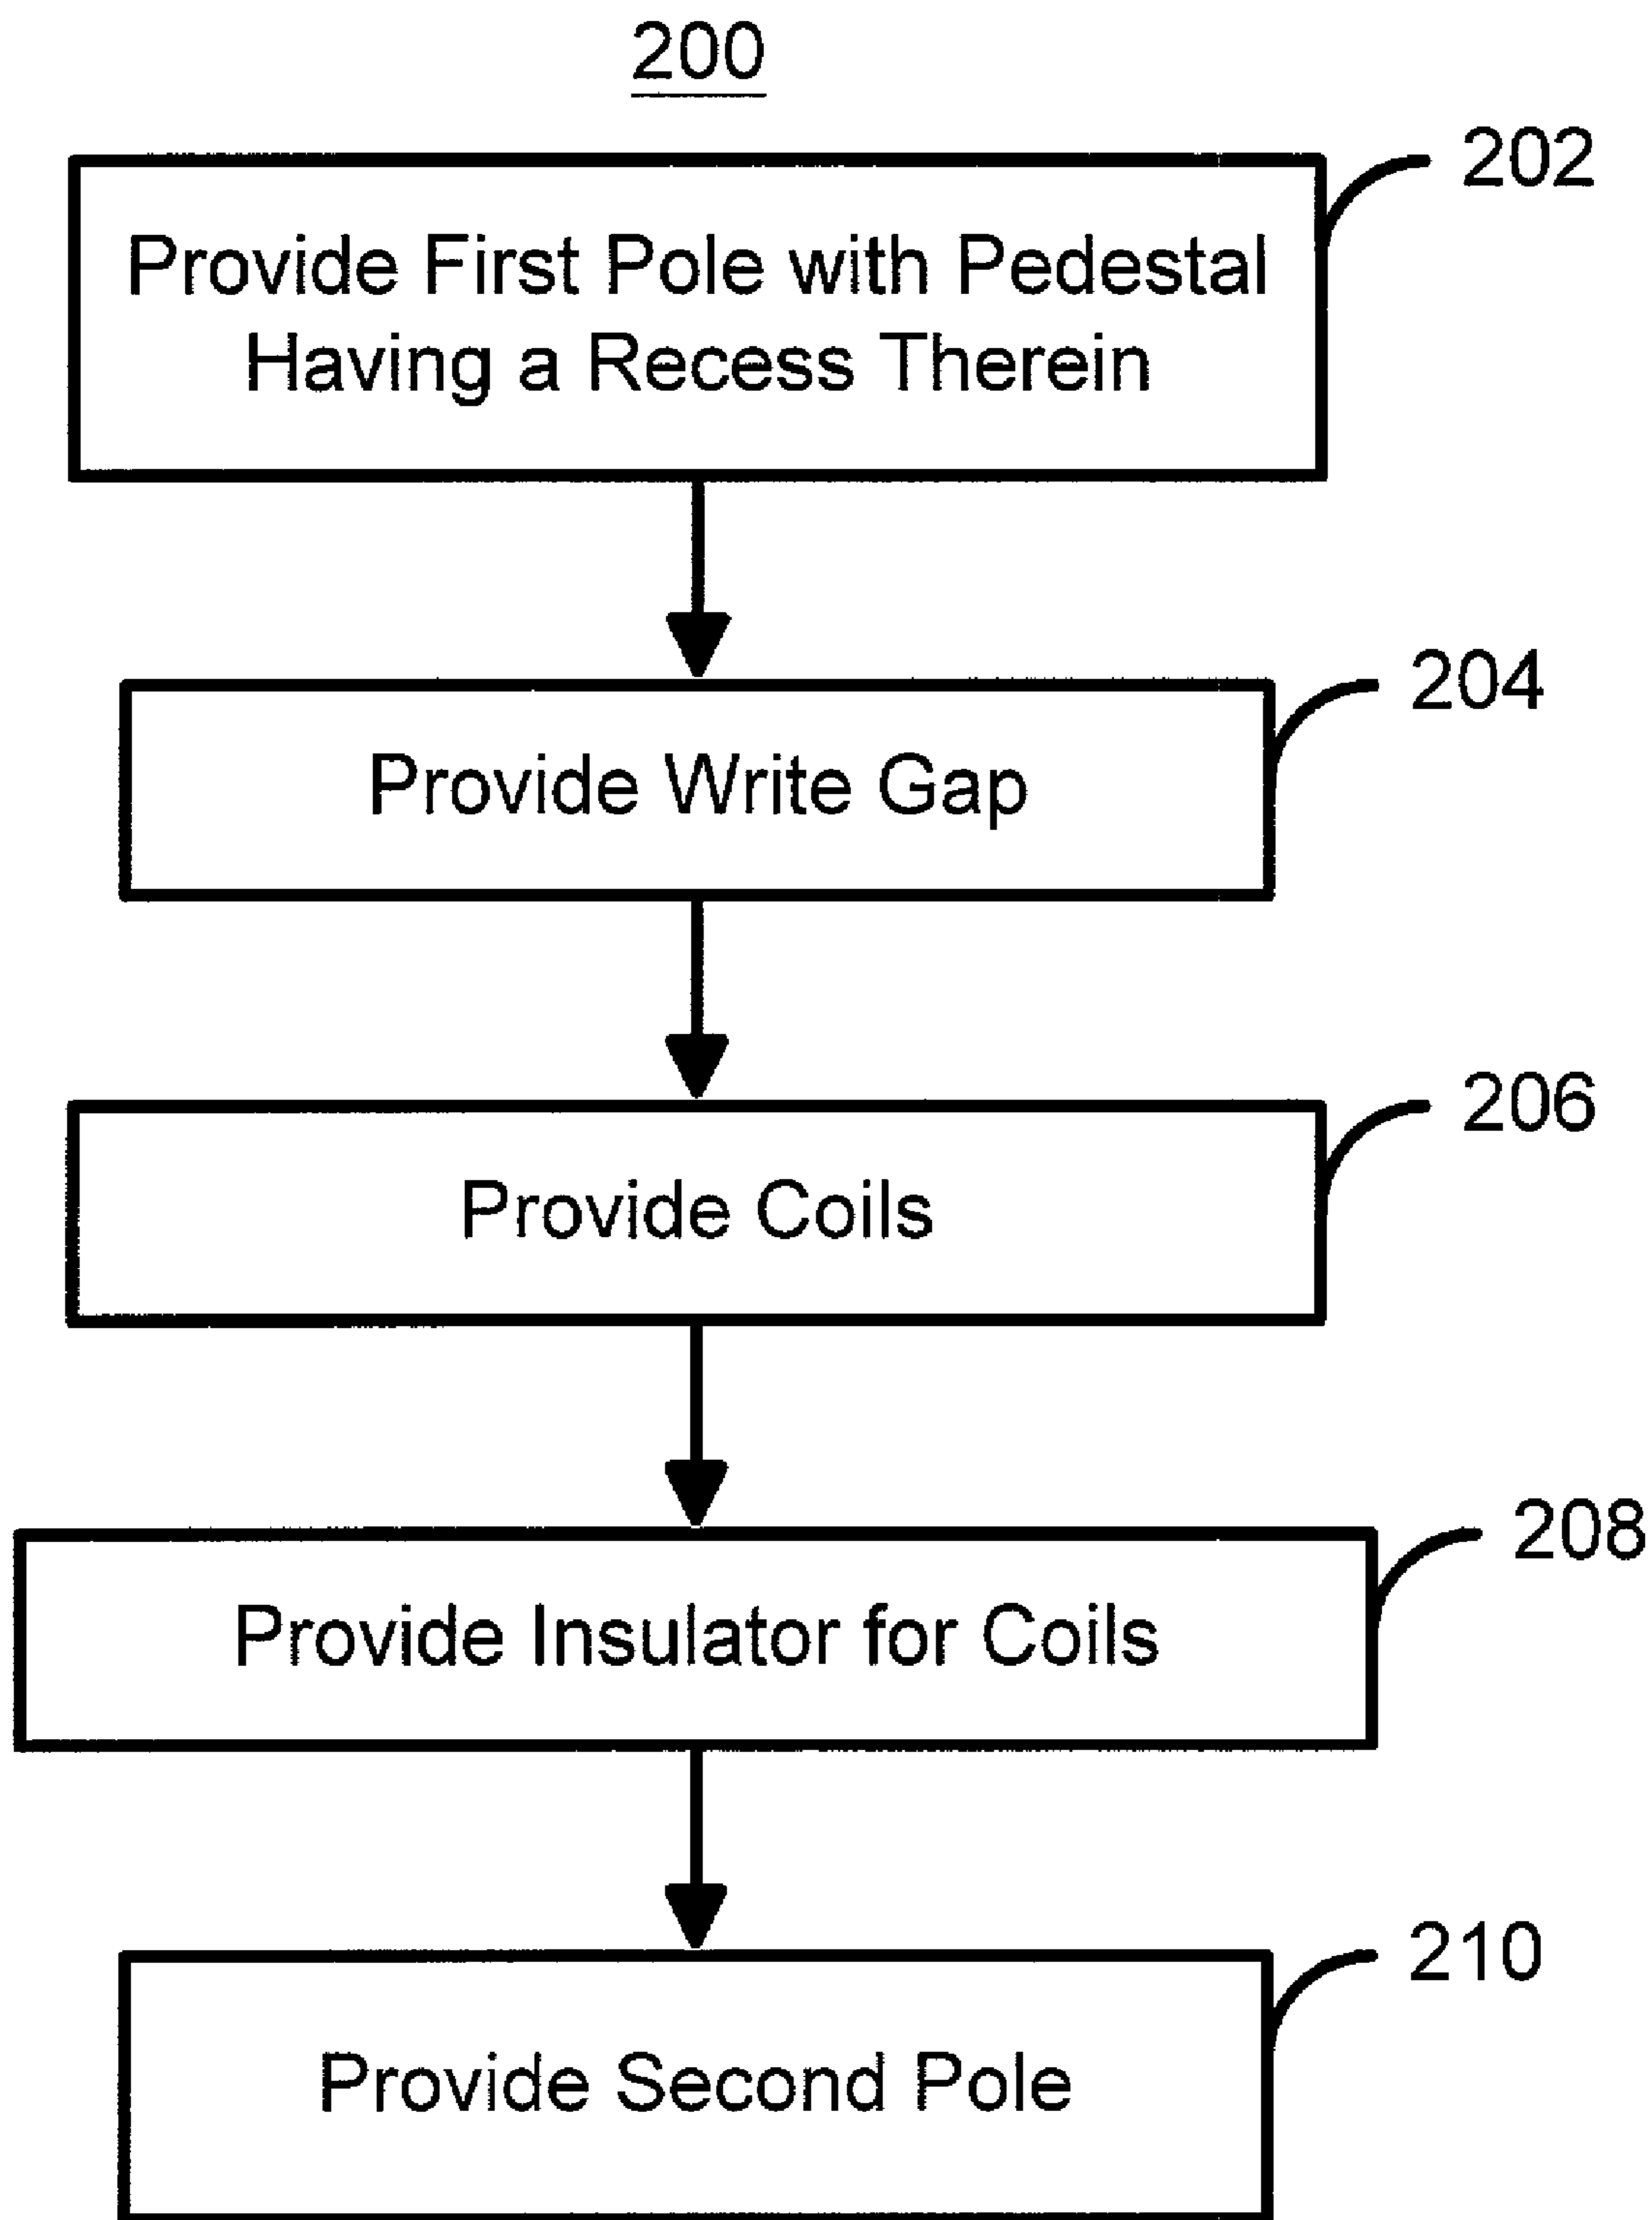 200
202
Provide First Pole with Pedestal
Having a Recess Therein
204
Provide Write Gap
206
Provide Coils
208
Provide Insulator for Coils
210
Provide Second Pole